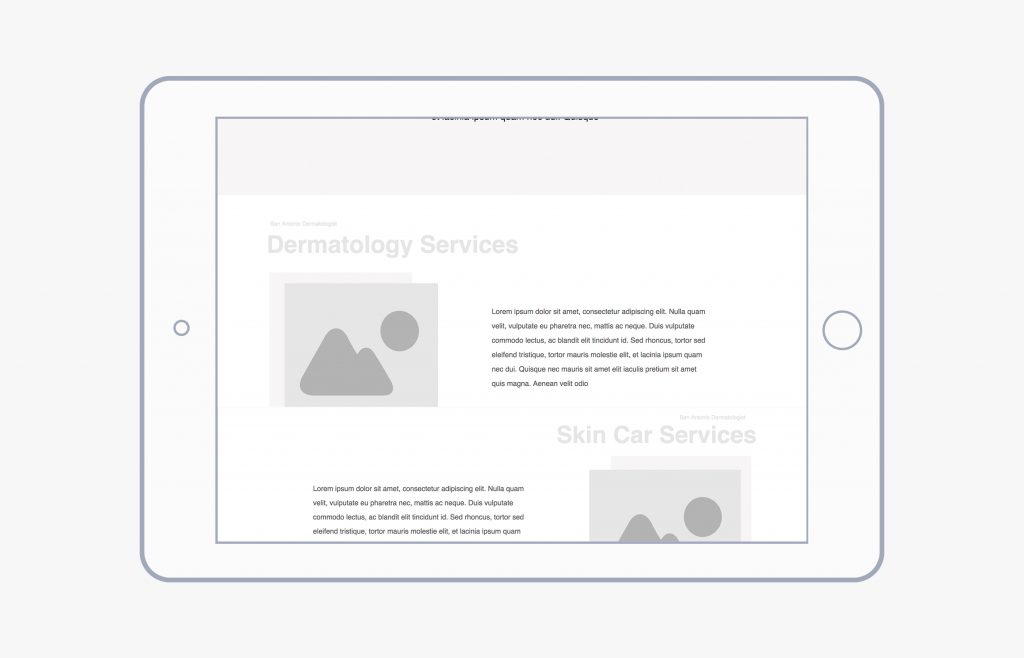 San Antonio Dermatologist
Dermatology Services
Lorem ipsum dolor sit amet, consectetur adipiscing elit. Nulla quam
velit, vulputate eu pharetra nec, mattis ac neque. Duis vulputate
commodo lectus, ac blandit elit tincidunt id. Sed rhoncus, tortor sed
eleifend tristique, tortor mauris molestie elit, et lacinia ipsum quam
nec dui. Quisque nec mauris sit amet elit iaculis pretium sit amet
quis magna. Aenean velit odio
San Antonio Dermatologist
Skin Car Services
Lorem ipsum dolor sit amet, consectetur adipiscing elit. Nulla quam
velit, vulputate eu pharetra nec, mattis ac neque. Duis vulputate
commodo lectus, ac blandit elit tincidunt id. Sed rhoncus, tortor sed
eleifend tristique, tortor mauris molestie elit, et lacinia ipsum quam